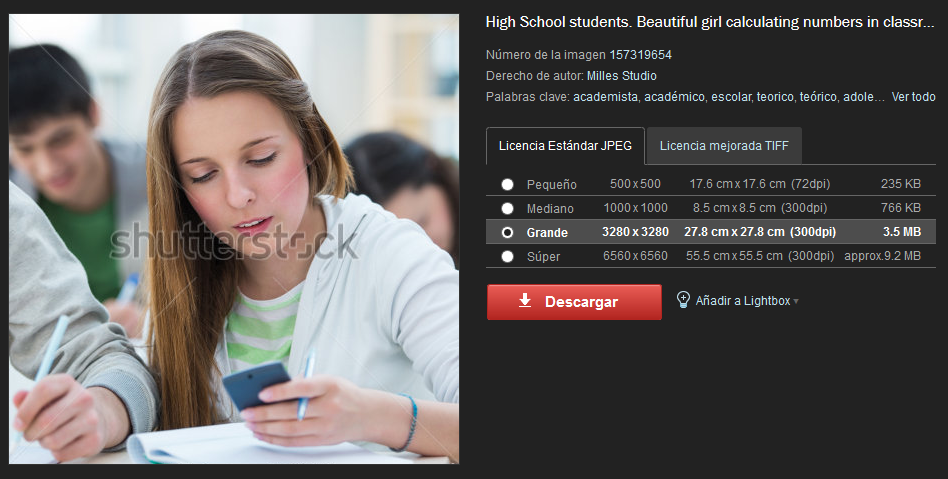 High School students. Beautiful girl calculating numbers in classr...
Número de la imagen 157319654
Derecho de autor: Milles Studio
Palabras clave: academista, académico, escolar, teorico, teórico, adole... Ver todo
Licencia Estándar JPEG Licencia mejorada TIFF
Pequeño 500 x 500 17.6 cm x 17.6 cm (72dpi) 235 KB
Mediano 1000 x 1000 8.5 cm x 8.5 cm (300dpi) 766 KB
Grande 3280 x 3280 27.8 cm x 27.8 cm (300dpi) 3.5 MB
Súper 6560 x 6560 55.5 cm x 55.5 cm (300dpi) approx.9.2 MB
Descargar Añadir a Lightbox
shutterstock